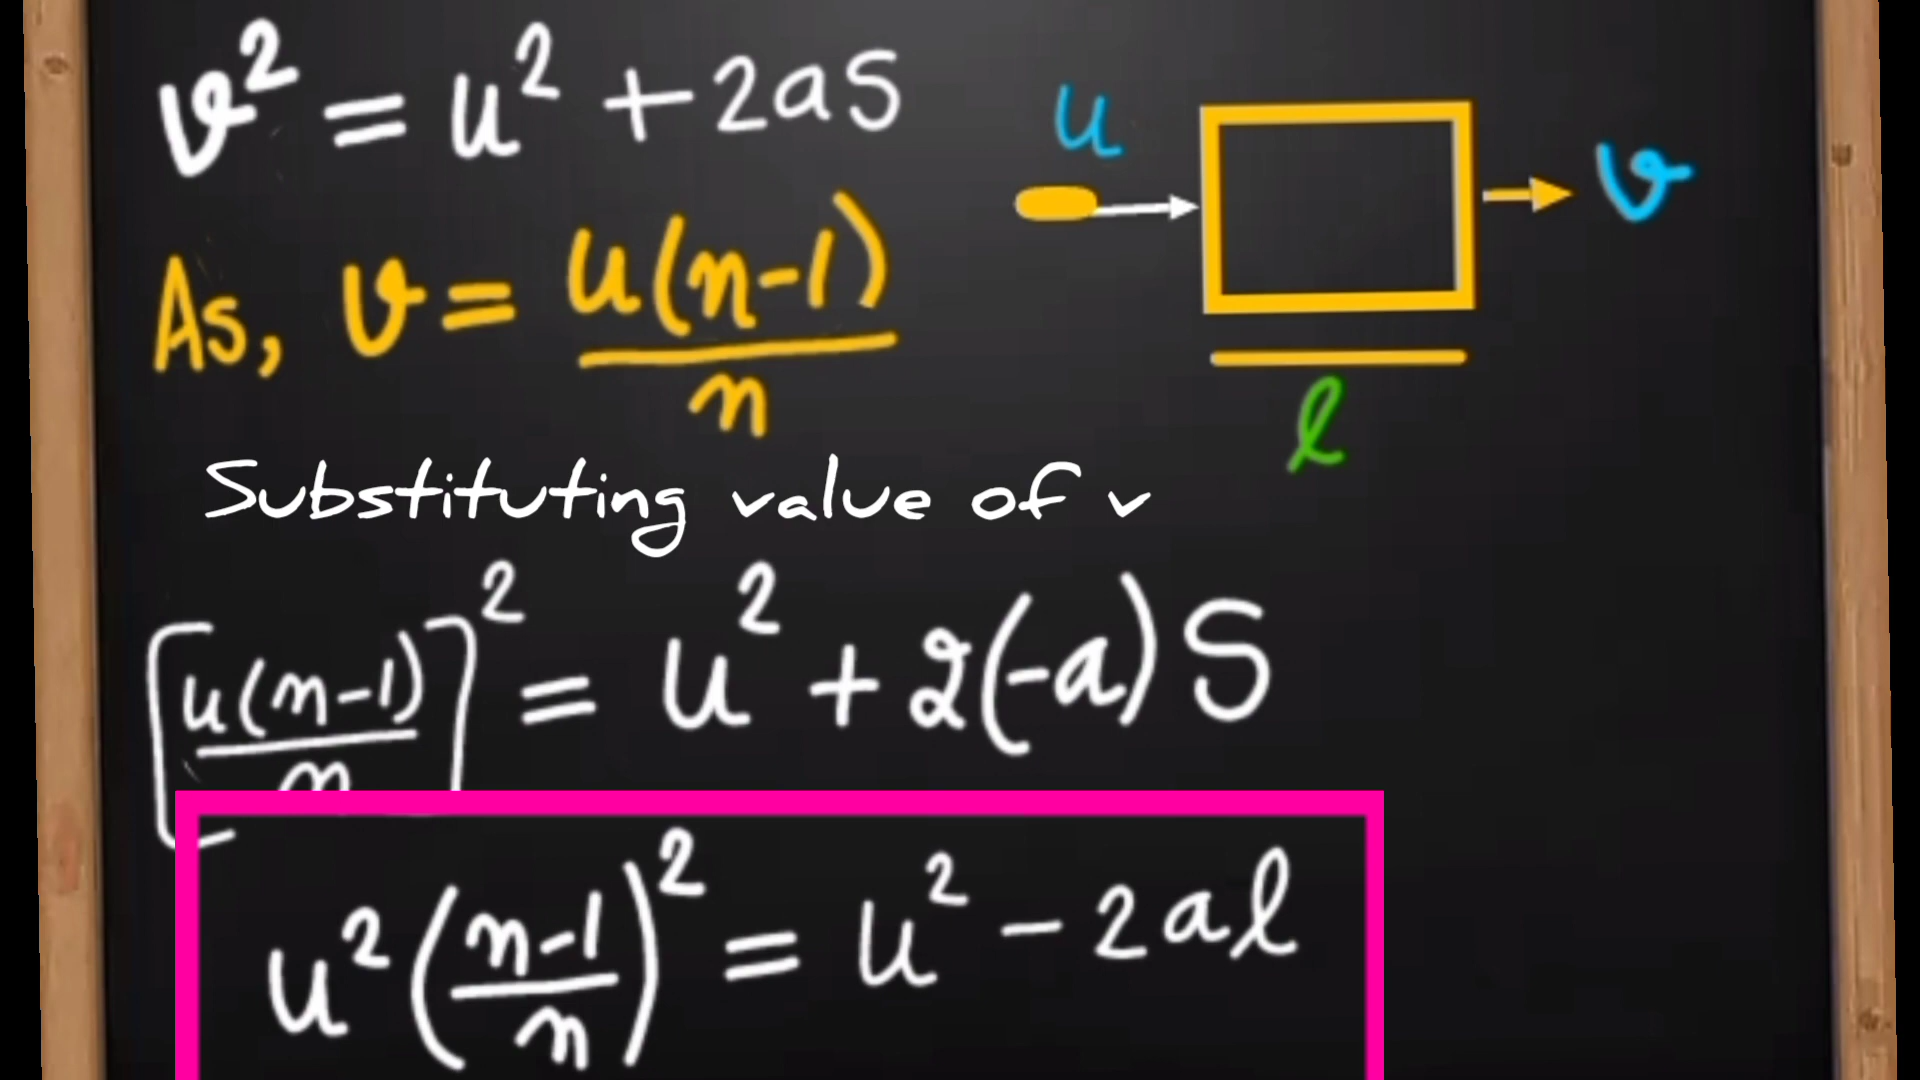 v² = u² + 2aS
u
v
As, v = u(n-1)/n
l
Substituting value of v
[u(n-1)/n]² = u² + 2(-a)S
u²((n-1)/n)² = u² - 2al